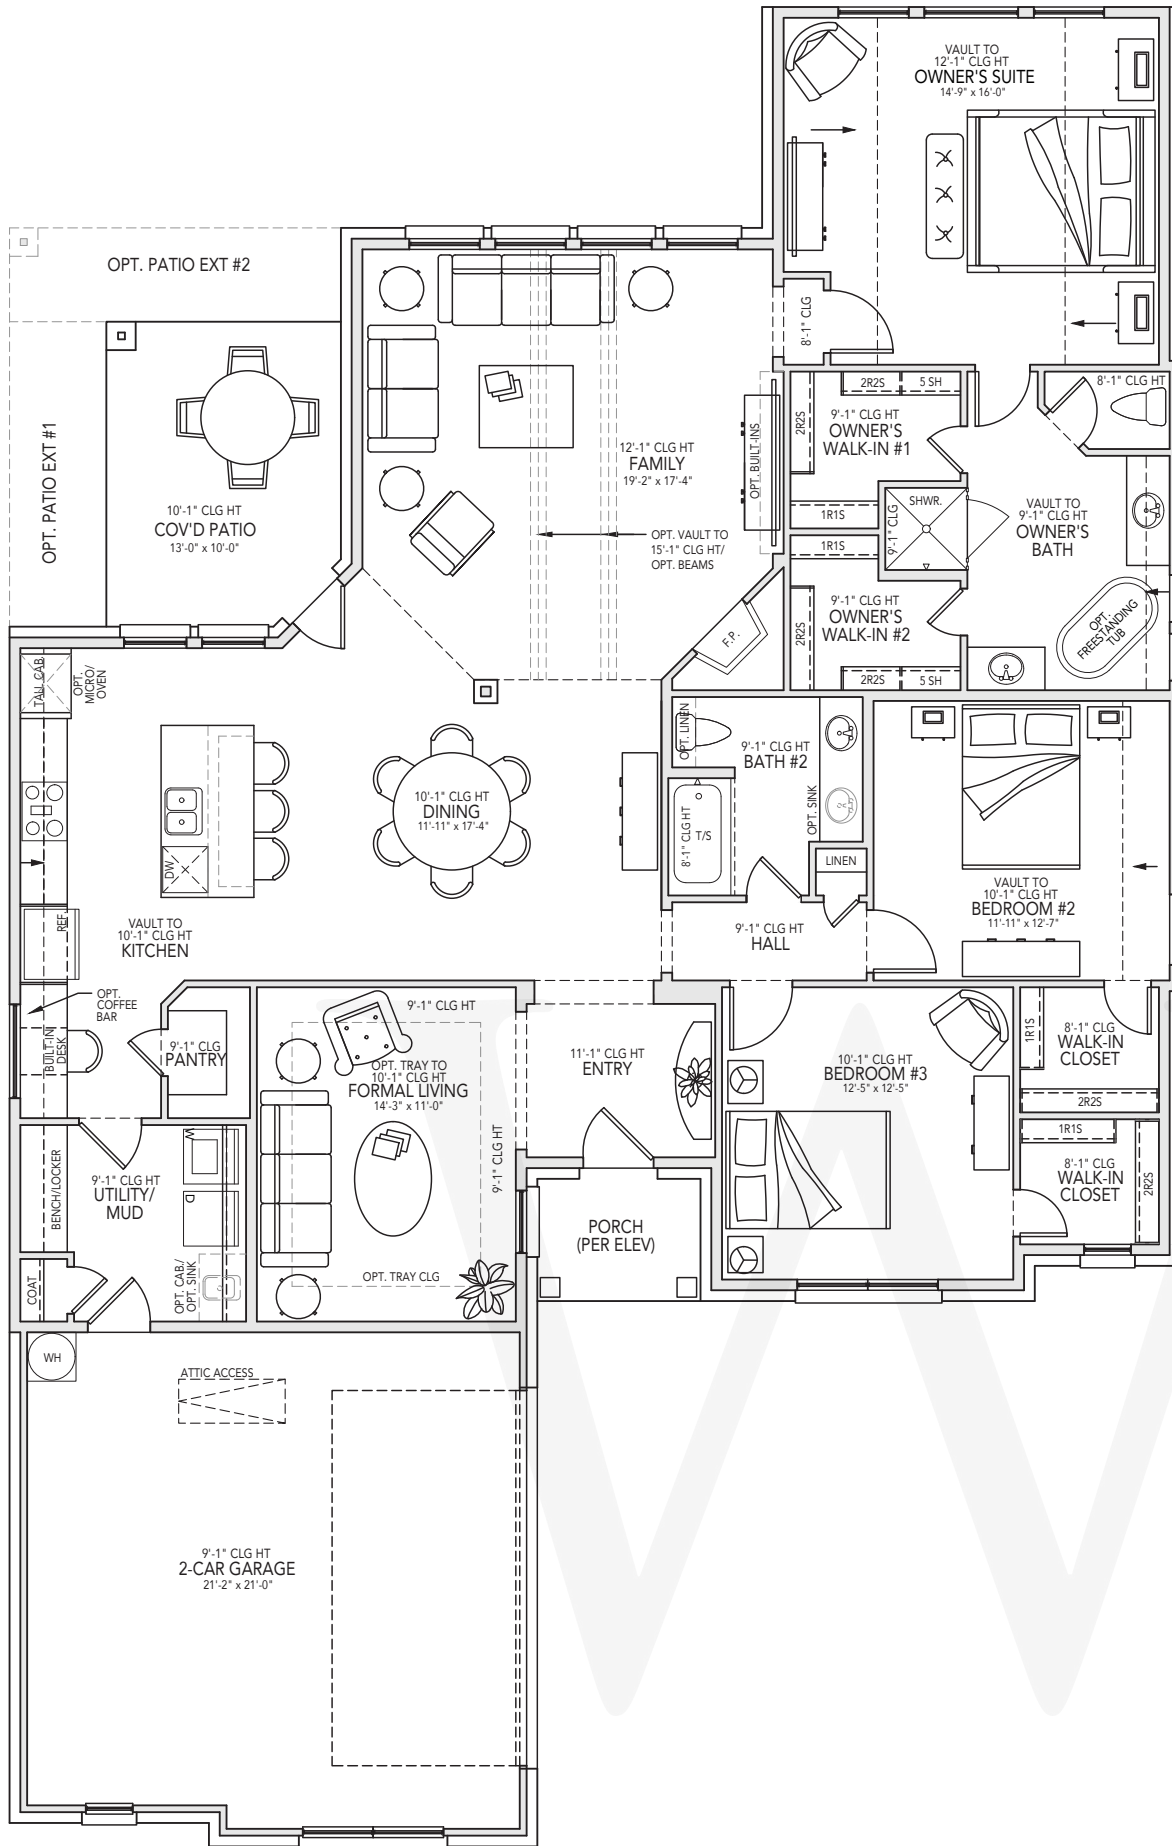 VAULT TO
12'-1" CLG HT
OWNER'S SUITE
14'-9" x 16'-0"
OPT. PATIO EXT #2
8'-1" CLG
OPT. PATIO EXT #1
10'-1" CLG HT
COV'D PATIO
13'-0" x 10'-0"
12'-1" CLG HT
FAMILY
19'-2" x 17'-4"
OPT. BUILT-INS
OPT. VAULT TO
15'-1" CLG HT/
OPT. BEAMS
2R2S
5 SH
2R2S
9'-1" CLG HT
OWNER'S
WALK-IN #1
1R1S
8'-1" CLG HT
SHWR.
9'-1" CLG
VAULT TO
9'-1" CLG HT
OWNER'S
BATH
1R1S
9'-1" CLG HT
OWNER'S
WALK-IN #2
2R2S
2R2S
5 SH
OPT.
FREESTANDING
TUB
F.P.
TALL CAB
OPT.
MICRO/
OVEN
DW
REF.
10'-1" CLG HT
DINING
11'-11" x 17'-4"
OPT. LINEN
9'-1" CLG HT
BATH #2
OPT. SINK
8'-1" CLG HT
T/S
LINEN
VAULT TO
10'-1" CLG HT
BEDROOM #2
11'-11" x 12'-7"
VAULT TO
10'-1" CLG HT
KITCHEN
9'-1" CLG HT
HALL
OPT.
COFFEE
BAR
BUILT-IN
DESK
9'-1" CLG
PANTRY
9'-1" CLG HT
OPT. TRAY TO
10'-1" CLG HT
FORMAL LIVING
14'-3" x 11'-0"
9'-1" CLG HT
OPT. TRAY CLG
11'-1" CLG HT
ENTRY
10'-1" CLG HT
BEDROOM #3
12'-5" x 12'-5"
1R1S
8'-1" CLG
WALK-IN
CLOSET
2R2S
1R1S
8'-1" CLG
WALK-IN
CLOSET
2R2S
BENCH/LOCKER
9'-1" CLG HT
UTILITY/
MUD
W
D
OPT. CAB/
OPT. SINK
COAT
PORCH
(PER ELEV)
WH
ATTIC ACCESS
9'-1" CLG HT
2-CAR GARAGE
21'-2" x 21'-0"
W